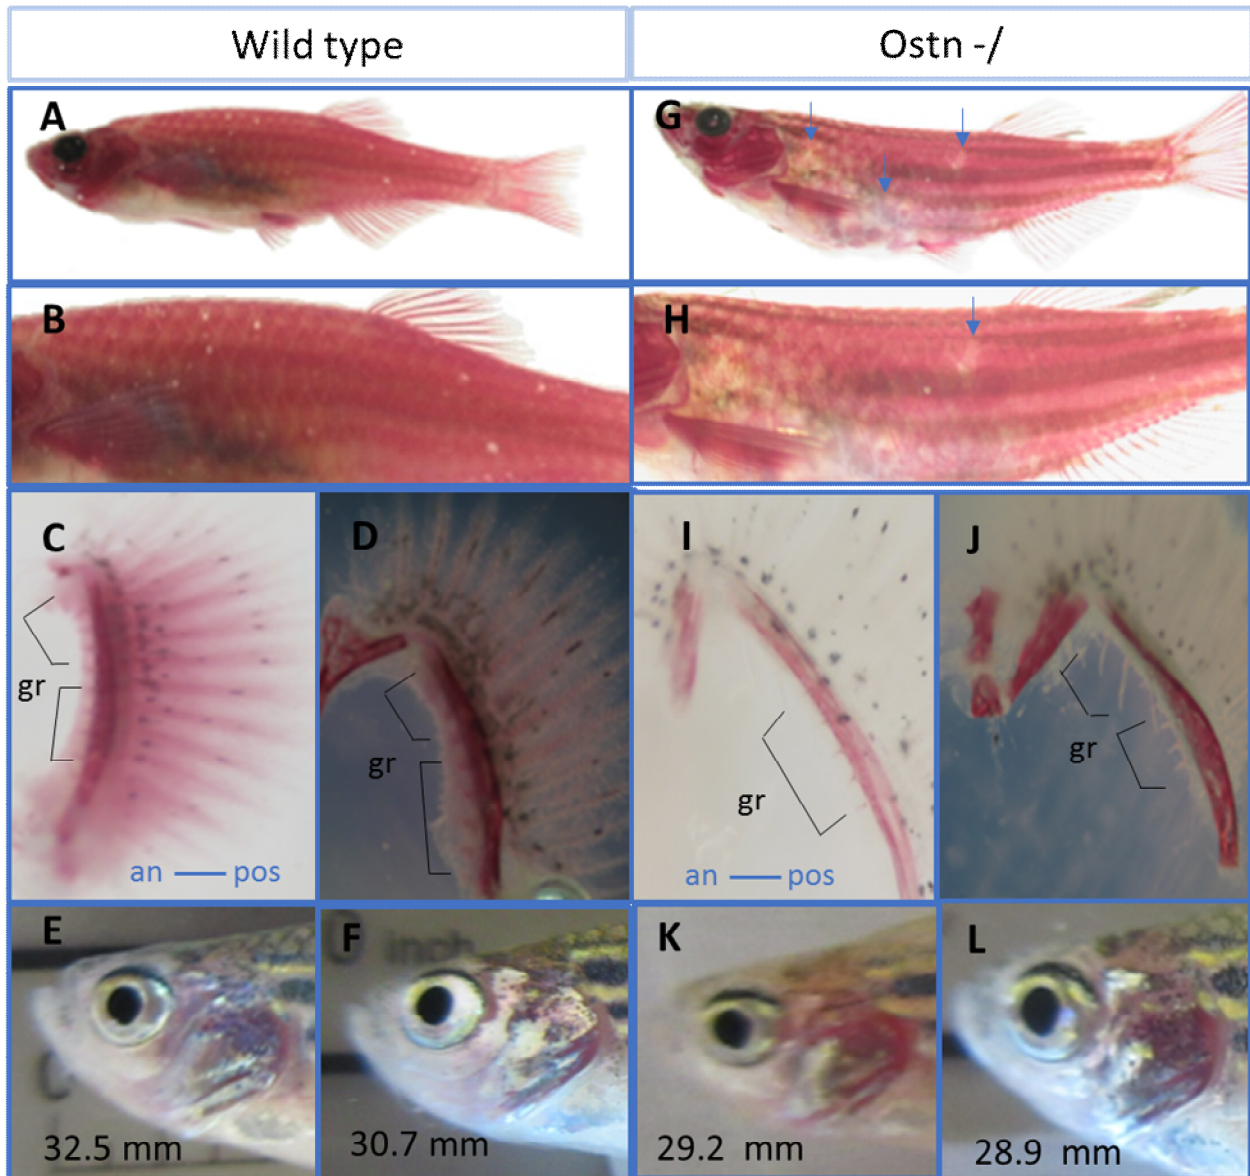 Wild type
Ostn -/
A
G
B
H
C
D
I
J
gr
gr
gr
gr
an — pos
an — pos
E
F
inch
K
L
32.5 mm
30.7 mm
29.2 mm
28.9 mm